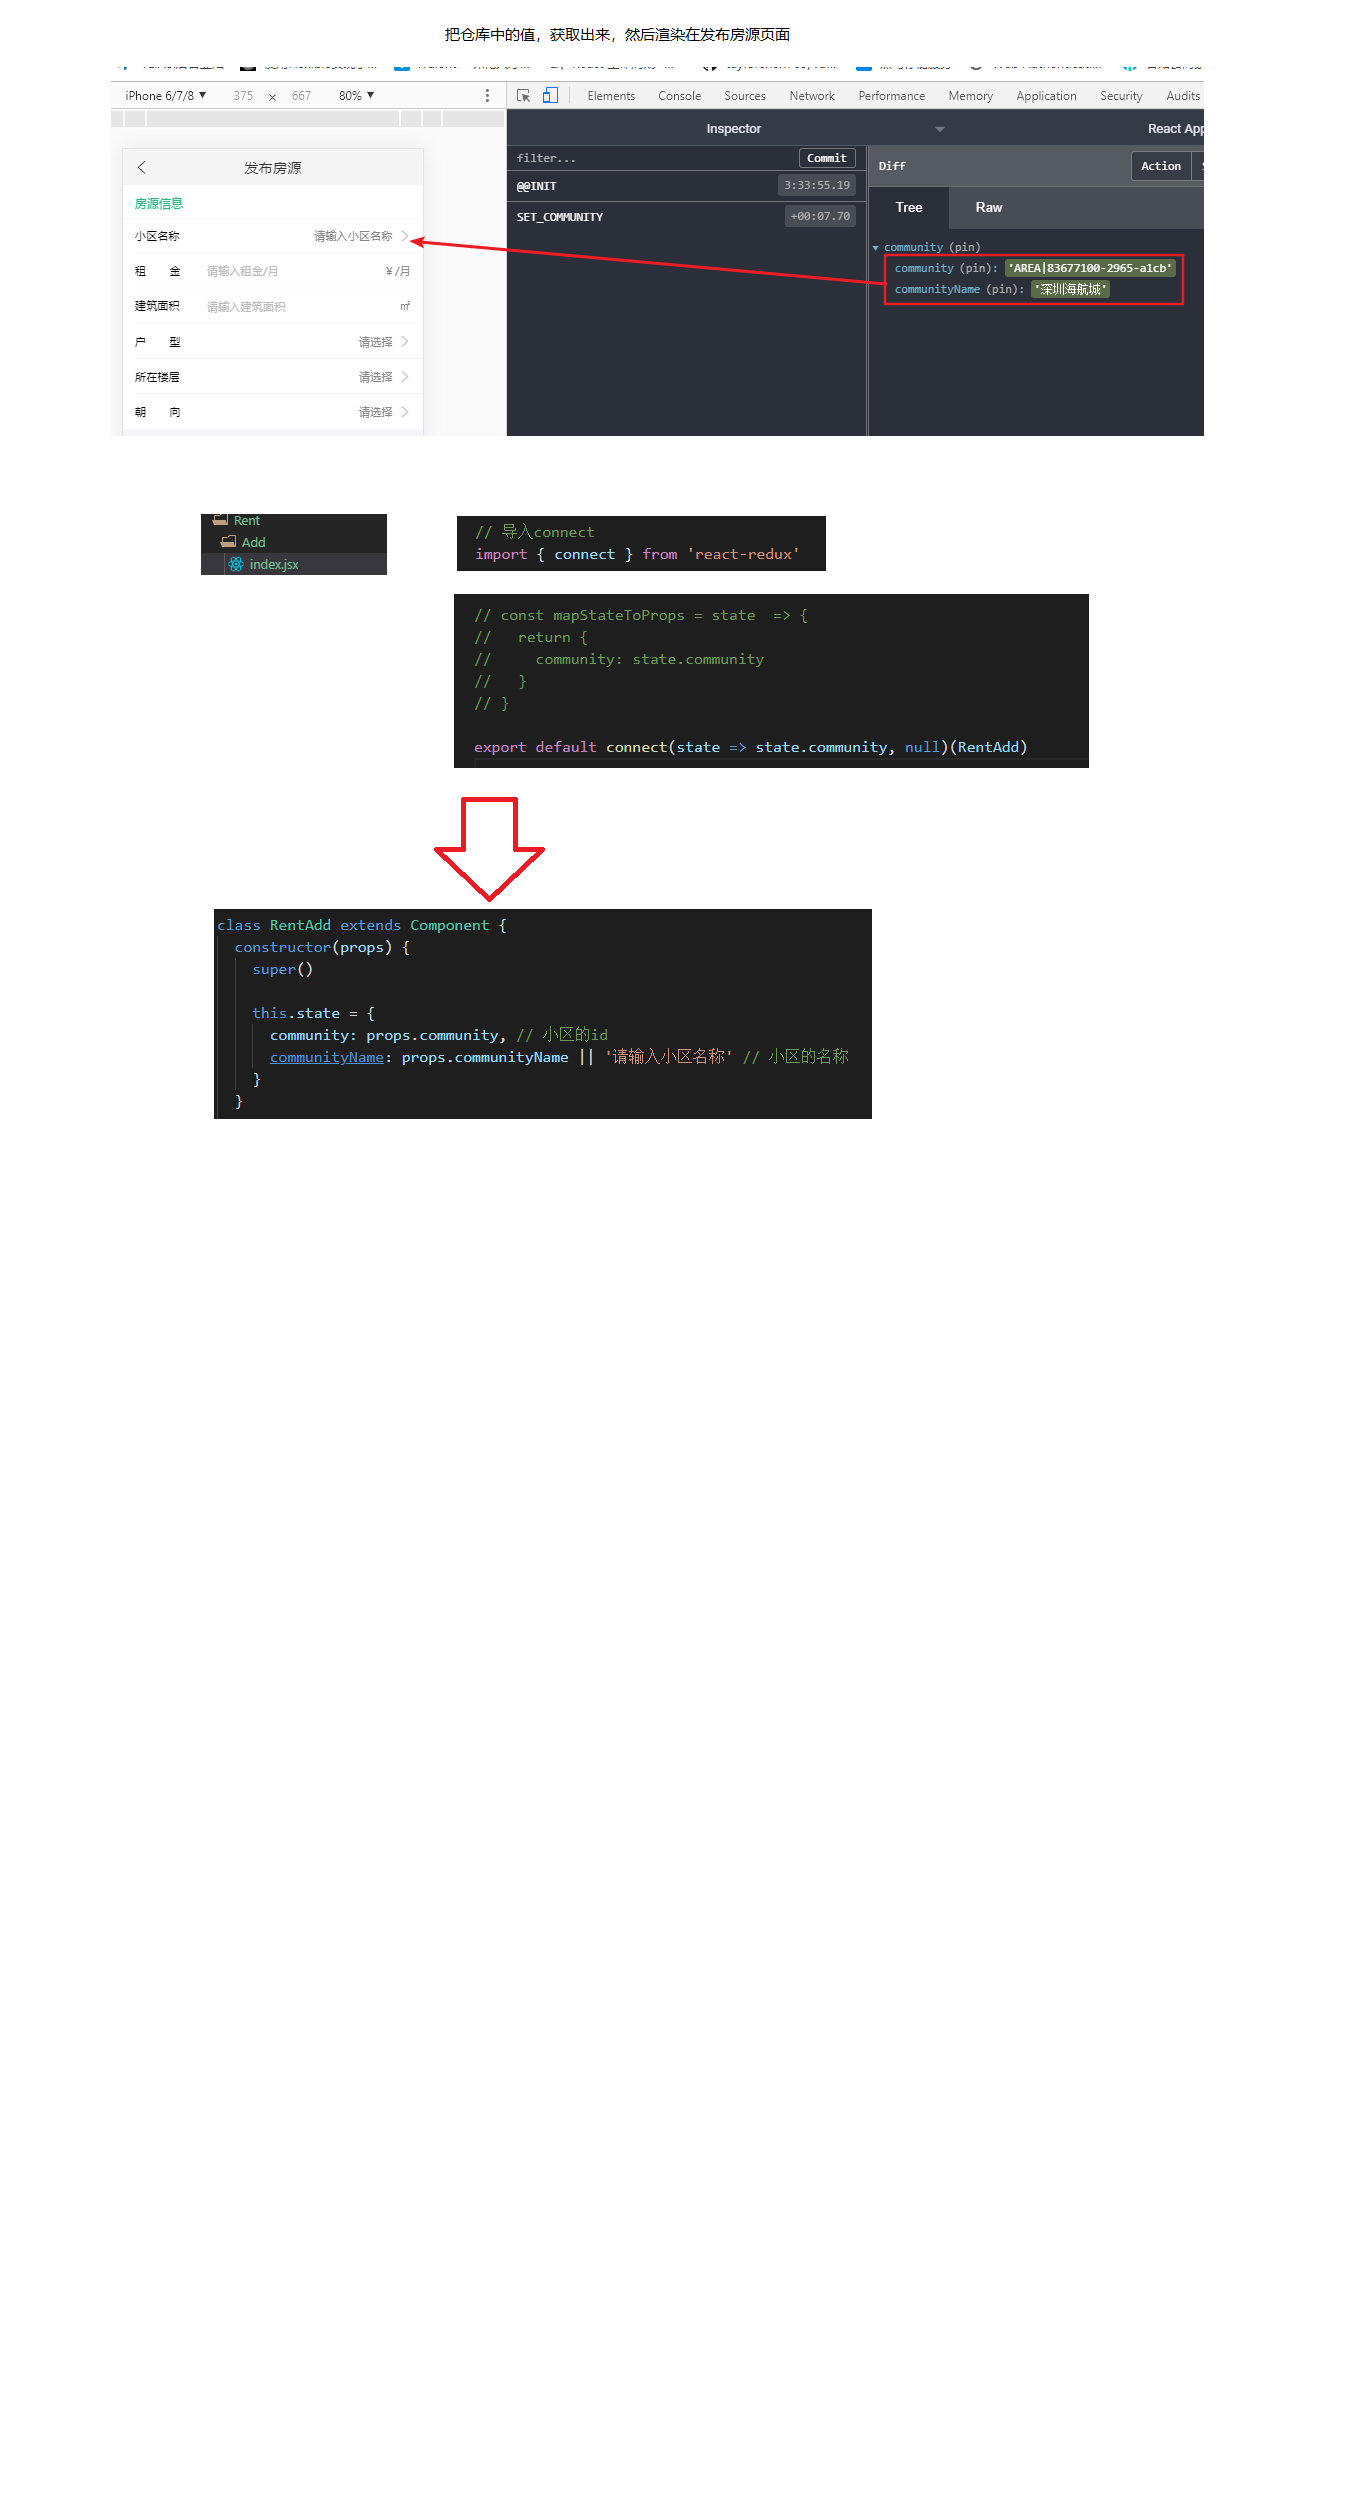 把仓库中的值，获取出来，然后渲染在发布房源页面
iPhone 6/7/8 ▼ 375 × 667 80% ▼
Elements Console Sources Network Performance Memory Application Security Audits
Inspector React App
filter... Commit
@@INIT 3:33:55.19
SET_COMMUNITY +00:07.70
Diff Action
Tree Raw
community (pin)
community (pin): 'AREA|83677100-2965-a1cb'
communityName (pin): '深圳海航城'
发布房源
房源信息
小区名称 请输入小区名称
租 金 请输入租金/月 ¥/月
建筑面积 请输入建筑面积 ㎡
户 型 请选择
所在楼层 请选择
朝 向 请选择
Rent
Add
index.jsx
// 导入connect
import { connect } from 'react-redux'
// const mapStateToProps = state  => {
//   return {
//     community: state.community
//   }
// }
export default connect(state => state.community, null)(RentAdd)
class RentAdd extends Component {
constructor(props) {
super()
this.state = {
community: props.community, // 小区的id
communityName: props.communityName || '请输入小区名称' // 小区的名称
}
}